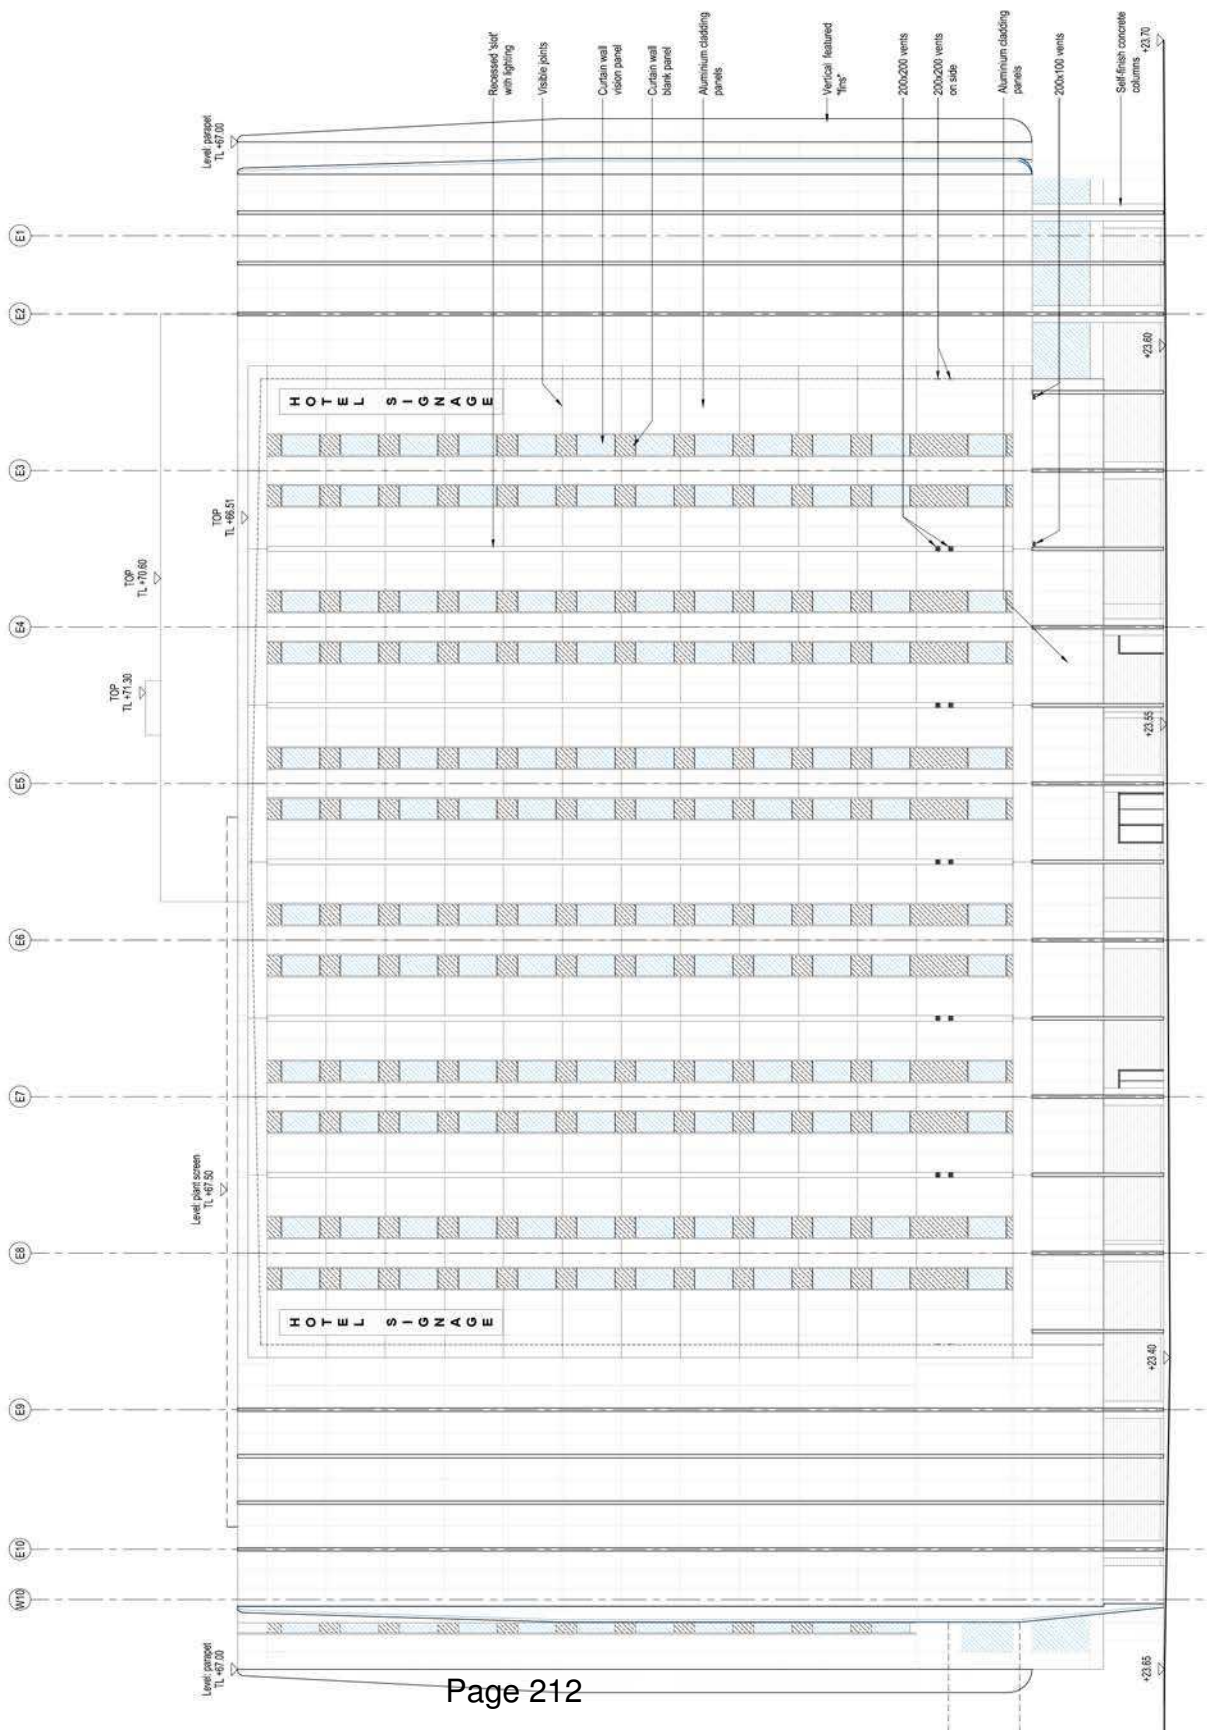 E1
E2
E3
E4
E5
E6
E7
E8
E9
E10
W10
Level: parapet
TL +67.00
TOP
TL +66.51
TOP
TL +70.60
TOP
TL +71.30
Level: plant screen
TL +67.50
Level: parapet
TL +67.00
HOTEL SIGNAGE
HOTEL SIGNAGE
Recessed 'slot'
with lighting
Visible joints
Curtain wall
vision panel
Curtain wall
blank panel
Aluminium cladding
panels
Vertical featured
"fins"
200x200 vents
200x200 vents
on side
Aluminium cladding
panels
200x100 vents
Self-finish concrete
columns
+23.70
+23.60
+23.55
+23.40
+23.65
Page 212